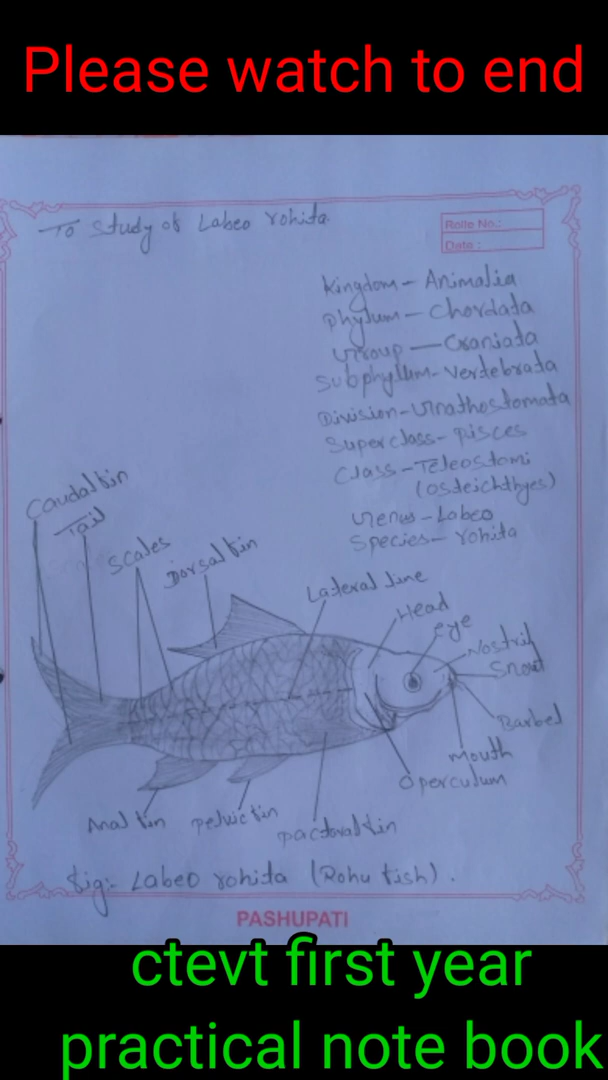 Please watch to end
To Study of Labeo rohita.
Rolle No.:
Date :
Kingdom - Animalia
Phylum - Chordata
Group - Craniata
Subphyllum - Vertebrata
Division - Gnathostomata
Superclass - Pisces
Class - Teleostomi
(osteichthyes)
Genus - Labeo
Species - rohita
Caudal fin
Tail
Scales
Dorsal fin
Lateral line
Head
eye
Nostril
Snout
Barbel
Mouth
Operculum
Anal fin
pelvic fin
pactoral fin
fig:- Labeo rohita (Rohu fish).
PASHUPATI
ctevt first year
practical note book